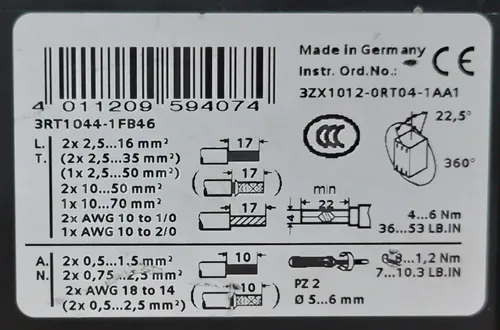 Made in Germany
Instr. Ord.No.:
3ZX1012-0RT04-1AA1
CE
4 011209 594074
3RT1044-1FB46
CCC
22,5°
360°
L. 2x 2,5...16 mm² 17
T. (2x 2,5...35 mm²)
(1x 2,5...50 mm²)
2x 10...50 mm² 17
1x 10...70 mm²
2x AWG 10 to 1/0 17
1x AWG 10 to 2/0
min
22
4
4...6 Nm
36...53 LB.IN
A. 2x 0,5...1.5 mm² 10
N. 2x 0,75...2,5 mm²
2x AWG 18 to 14
(2x 0,5...2,5 mm²) 10
PZ 2
Ø 5...6 mm
0,8...1,2 Nm
7...10.3 LB.IN